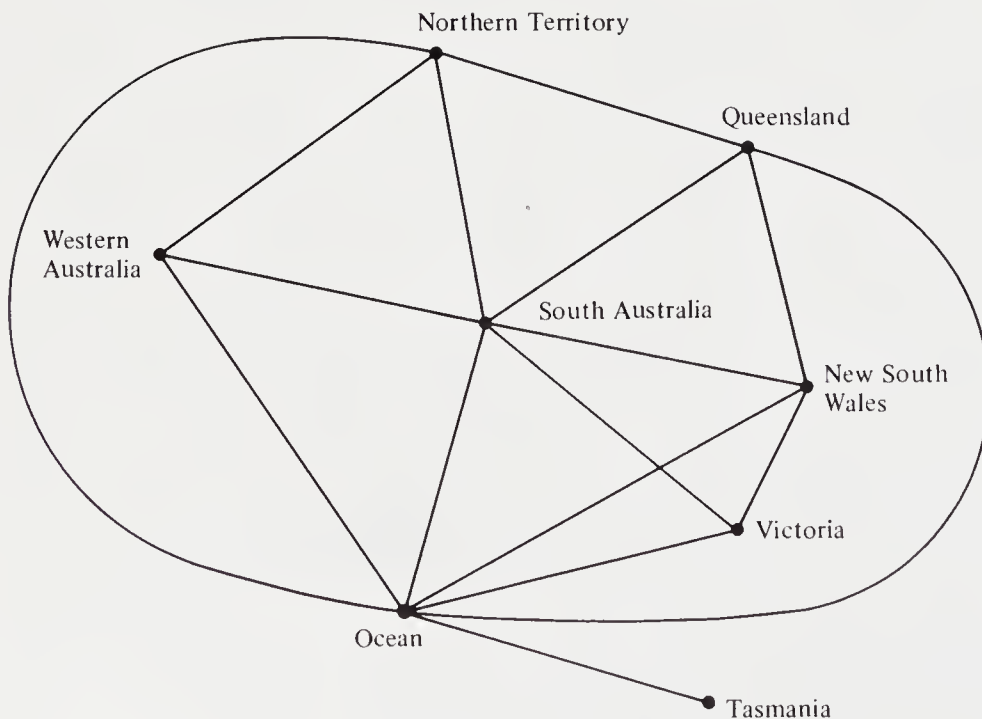 Northern Territory
Queensland
Western
Australia
South Australia
New South
Wales
Victoria
Ocean
Tasmania